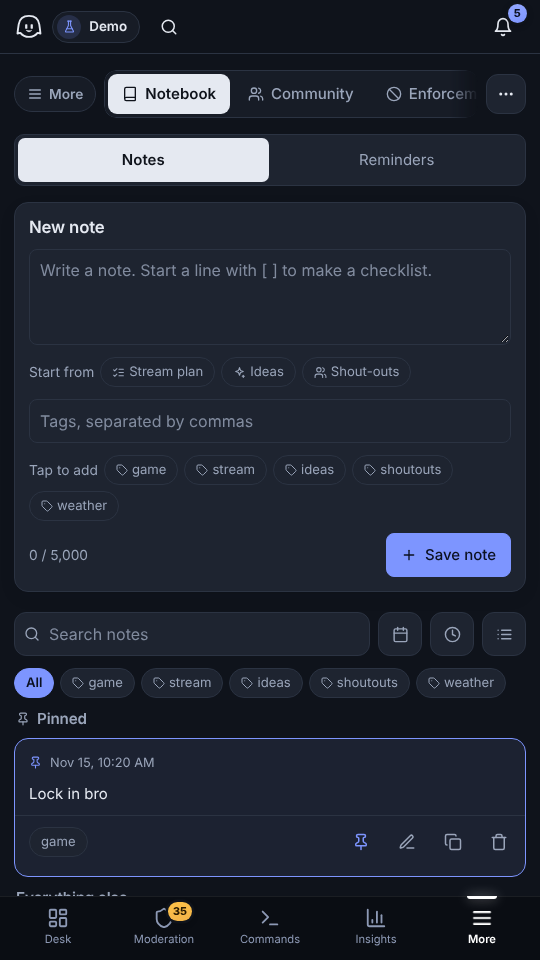 Demo
5
More
Notebook
Community
Enforcem
Notes
Reminders
New note
Write a note. Start a line with [ ] to make a checklist.
Start from
Stream plan
Ideas
Shout-outs
Tags, separated by commas
Tap to add
game
stream
ideas
shoutouts
weather
0 / 5,000
+ Save note
Search notes
All
game
stream
ideas
shoutouts
weather
Pinned
Nov 15, 10:20 AM
Lock in bro
game
Everything else
Desk
35
Moderation
Commands
Insights
More